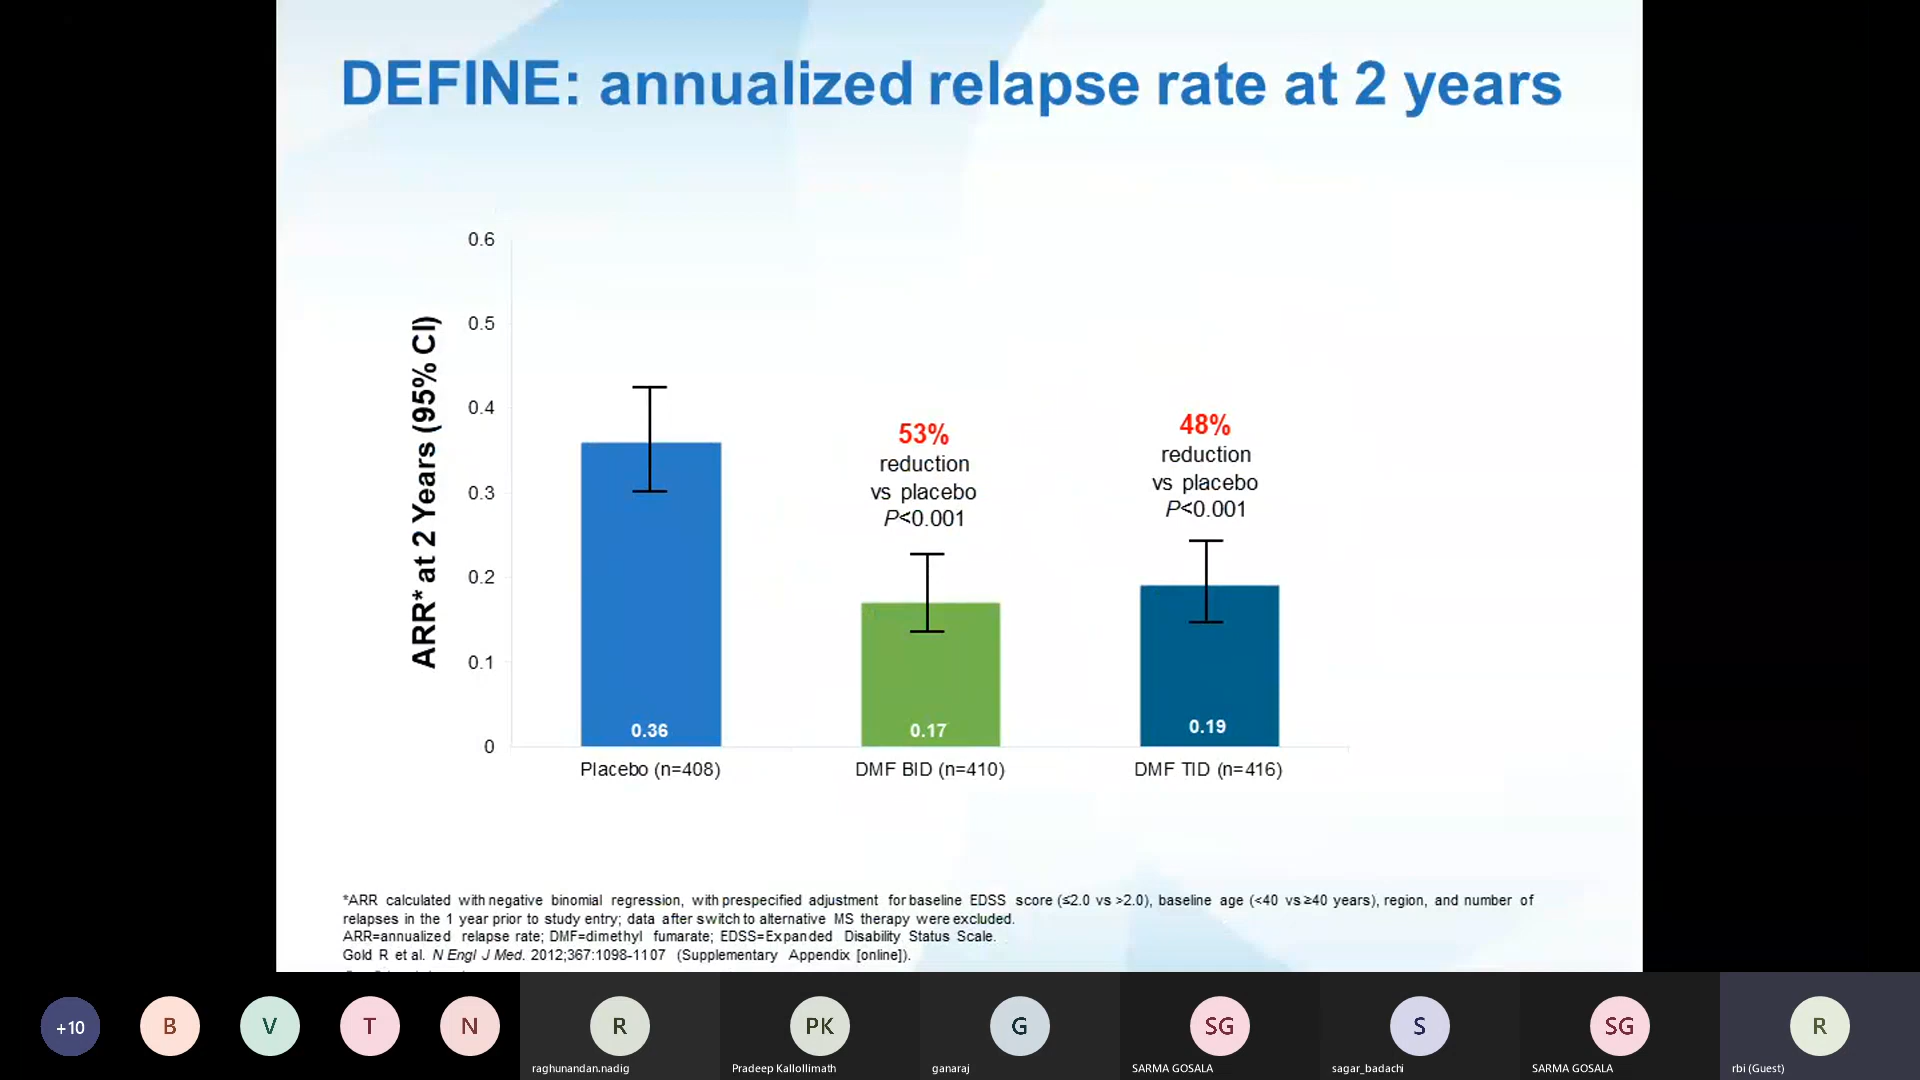 DEFINE: annualized relapse rate at 2 years
0.6
0.5
0.4
0.3
0.2
0.1
0
ARR* at 2 Years (95% CI)
53%
reduction
vs placebo
P<0.001
48%
reduction
vs placebo
P<0.001
0.36
0.17
0.19
Placebo (n=408)
DMF BID (n=410)
DMF TID (n=416)
*ARR calculated with negative binomial regression, with prespecified adjustment for baseline EDSS score (≤2.0 vs >2.0), baseline age (<40 vs ≥40 years), region, and number of
relapses in the 1 year prior to study entry; data after switch to alternative MS therapy were excluded.
ARR=annualized relapse rate; DMF=dimethyl fumarate; EDSS=Expanded Disability Status Scale.
Gold R et al. N Engl J Med. 2012;367:1098-1107 (Supplementary Appendix [online]).
+10
B
V
T
N
R
PK
G
SG
S
SG
R
raghunandan.nadig
Pradeep Kallollimath
ganaraj
SARMA GOSALA
sagar_badachi
SARMA GOSALA
rbi (Guest)